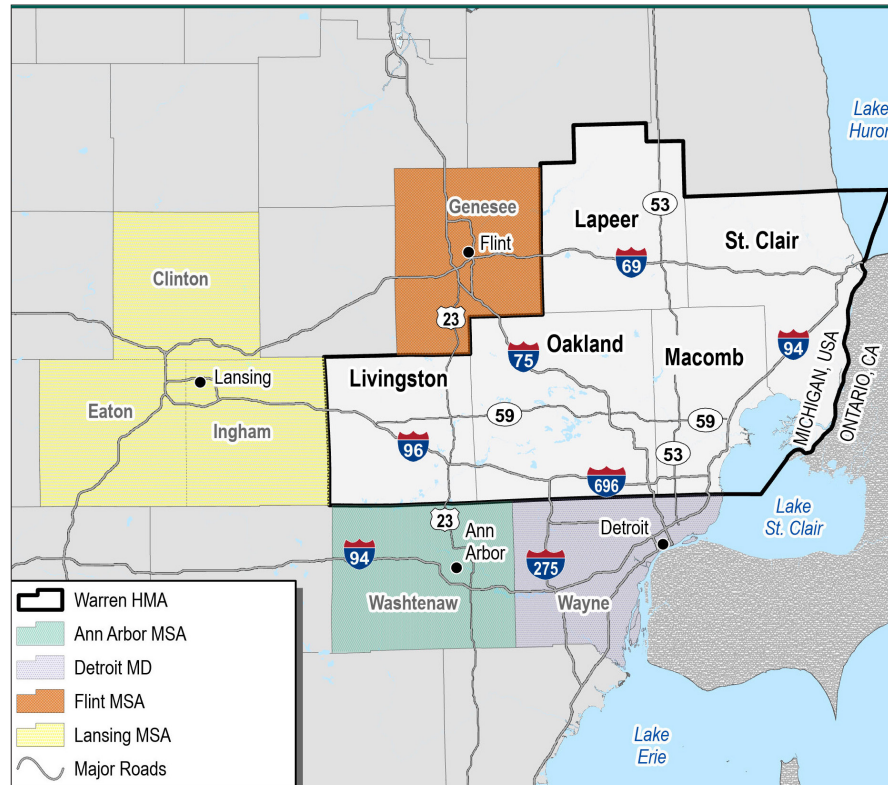 Lake
Huron
Genesee
Flint
Lapeer
53
St. Clair
69
Clinton
23
Oakland
75
Macomb
94
Lansing
Livingston
Eaton
Ingham
59
59
96
53
696
MICHIGAN, USA
ONTARIO, CA
Lake
St. Clair
23
Ann
Arbor
Detroit
94
275
Washtenaw
Wayne
Lake
Erie
Warren HMA
Ann Arbor MSA
Detroit MD
Flint MSA
Lansing MSA
Major Roads